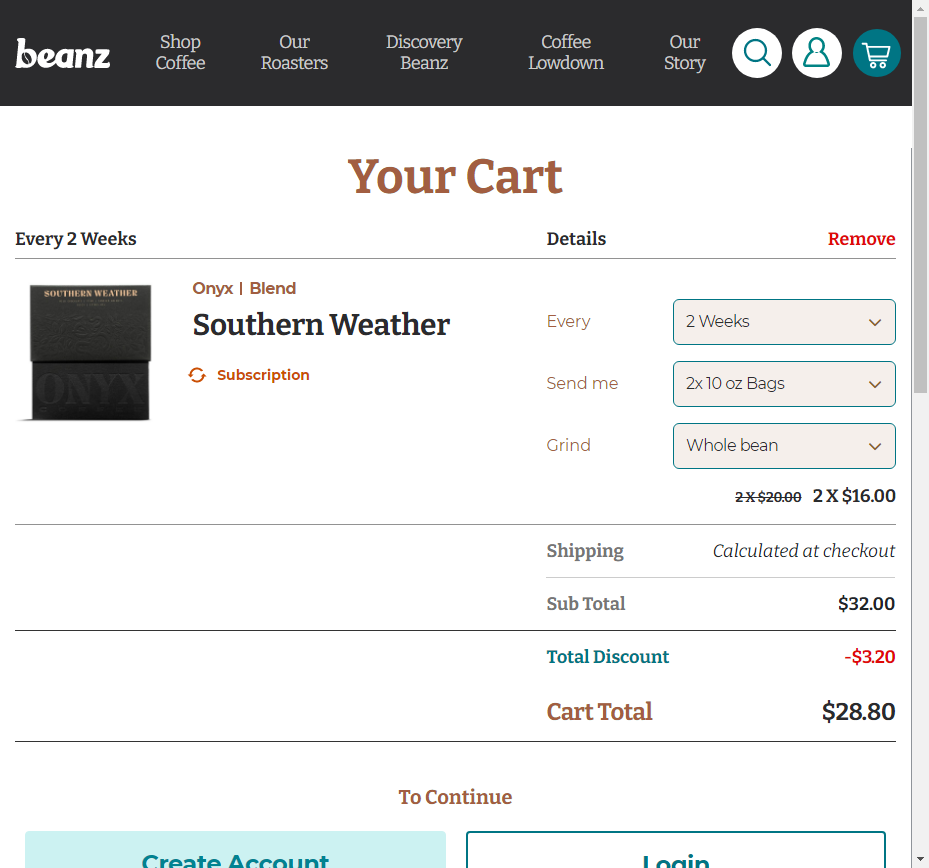 beanz
Shop
Coffee
Our
Roasters
Discovery
Beanz
Coffee
Lowdown
Our
Story
Your Cart
Every 2 Weeks
Details
Remove
SOUTHERN WEATHER
ONYX
Onyx | Blend
Southern Weather
Subscription
Every
2 Weeks
Send me
2x 10 oz Bags
Grind
Whole bean
2 X $20.00 2 X $16.00
Shipping
Calculated at checkout
Sub Total
$32.00
Total Discount
-$3.20
Cart Total
$28.80
To Continue
Create Account
Login